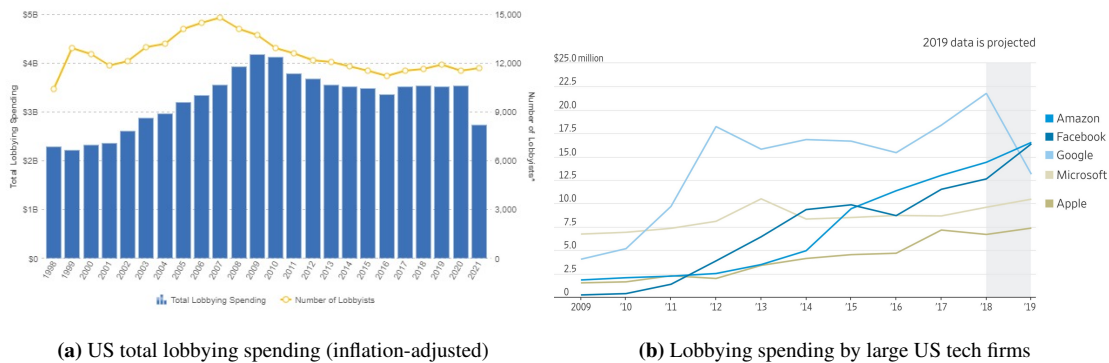 $5B
$4B
$3B
$2B
$1B
$0
Total Lobbying Spending
15,000
12,000
9,000
6,000
3,000
0
Number of Lobbyists*
1998 1999 2000 2001 2002 2003 2004 2005 2006 2007 2008 2009 2010 2011 2012 2013 2014 2015 2016 2017 2018 2019 2020 2021
Total Lobbying Spending Number of Lobbyists
(a) US total lobbying spending (inflation-adjusted)
2019 data is projected
$25.0 million
22.5
20.0
17.5
15.0
12.5
10.0
7.5
5.0
2.5
0
2009 '10 '11 '12 '13 '14 '15 '16 '17 '18 '19
Amazon
Facebook
Google
Microsoft
Apple
(b) Lobbying spending by large US tech firms